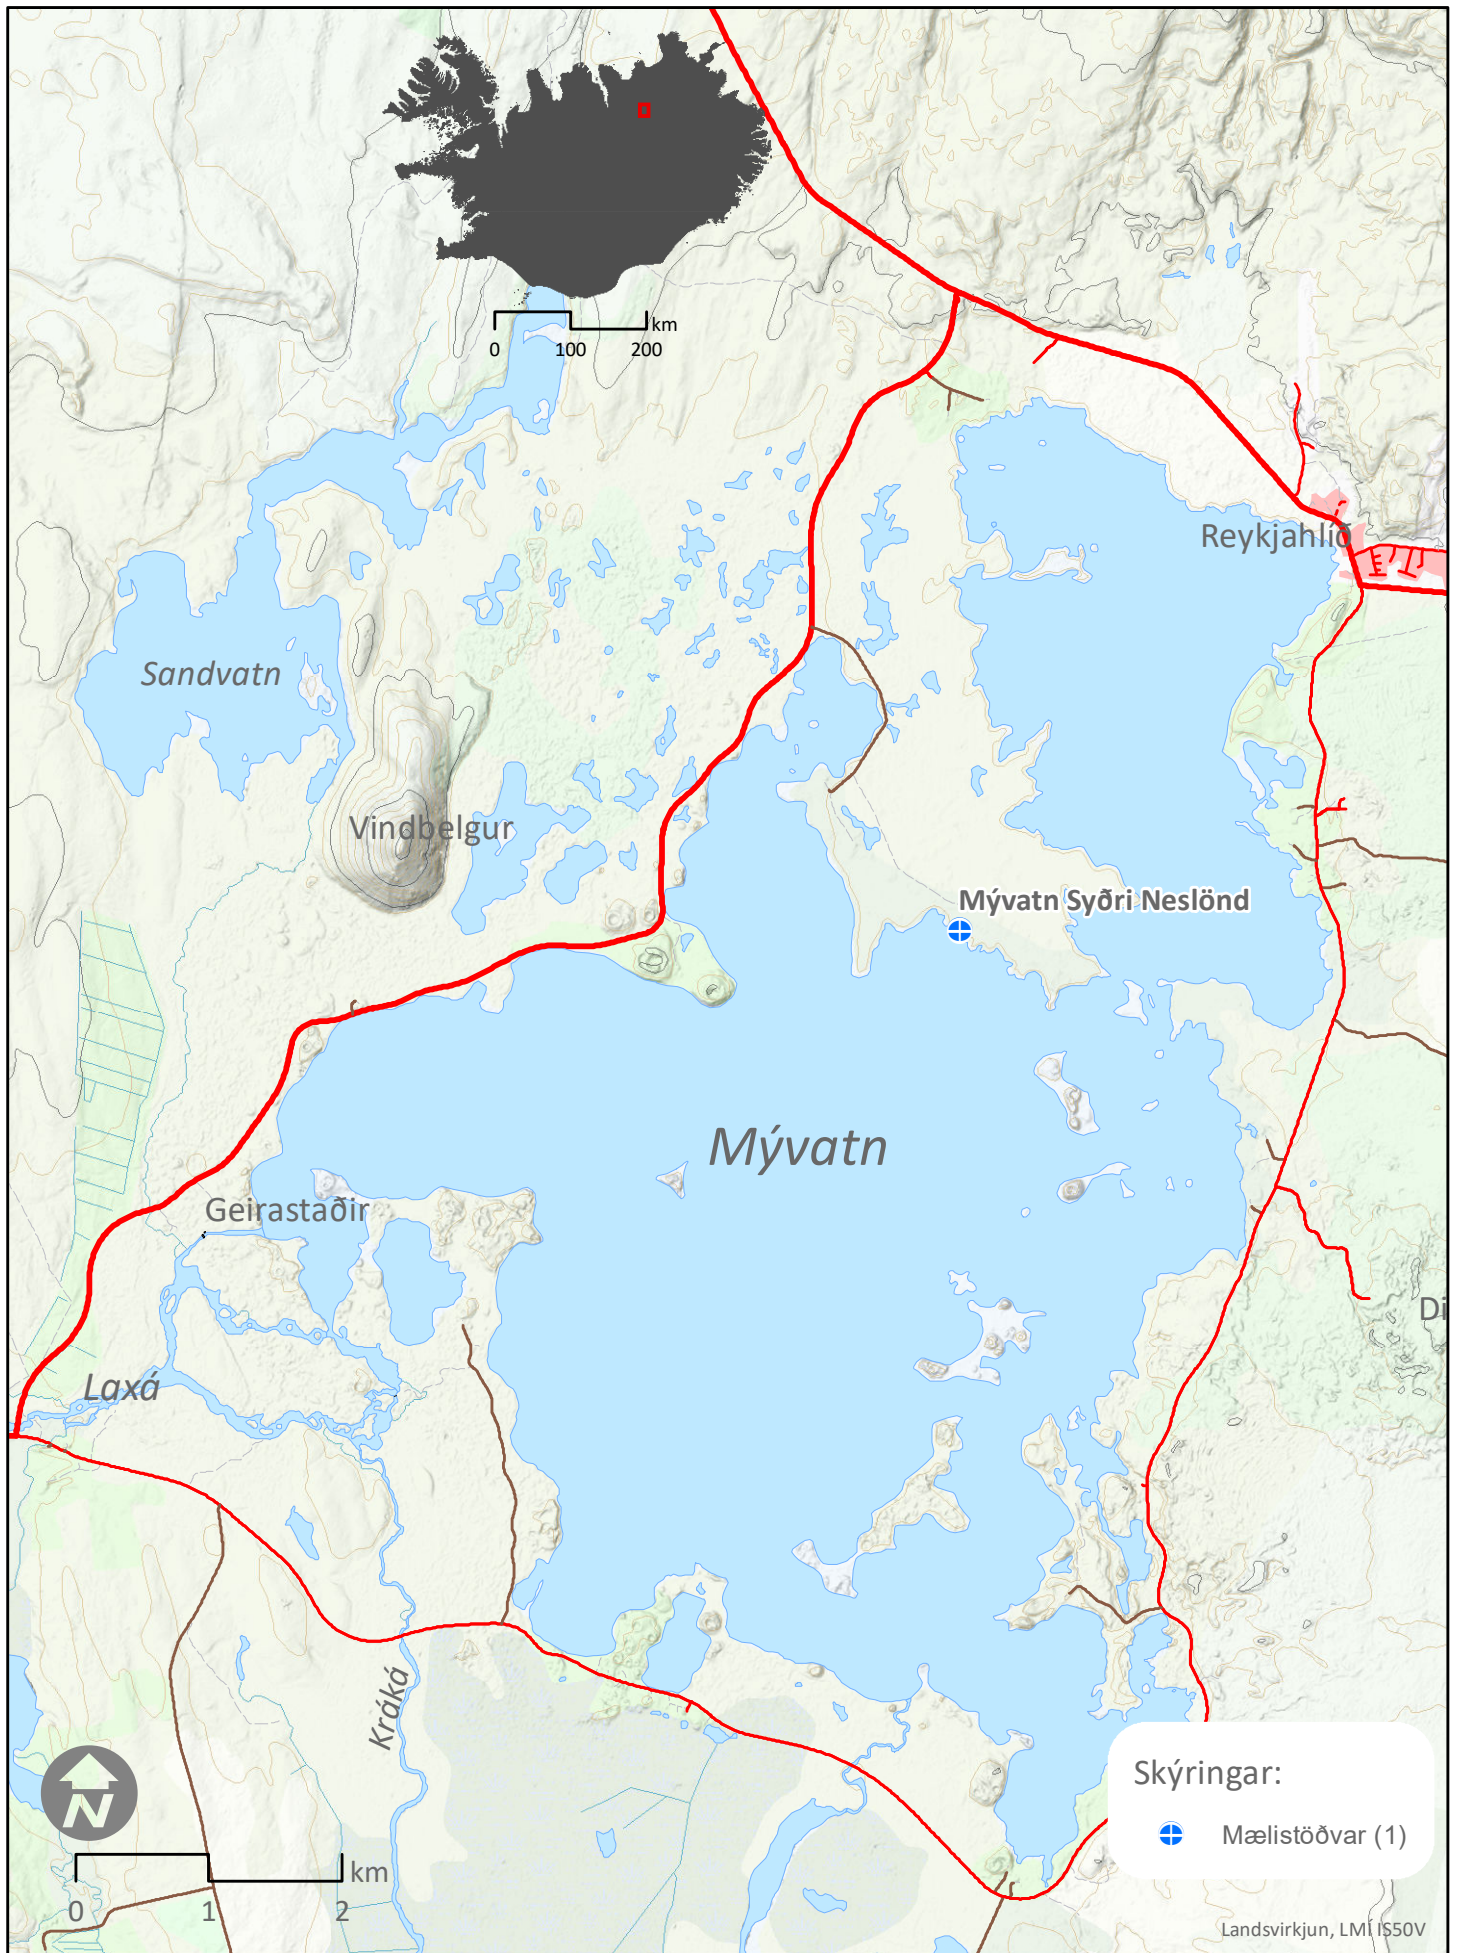 km
0 100 200
Reykjahlíð
Sandvatn
Vindbelgur
Mývatn Syðri Neslönd
Mývatn
Geirastaðir
Di
Laxá
Kráká
Skýringar:
Mælistöðvar (1)
N
km
0 1 2
Landsvirkjun, LMÍ IS50V